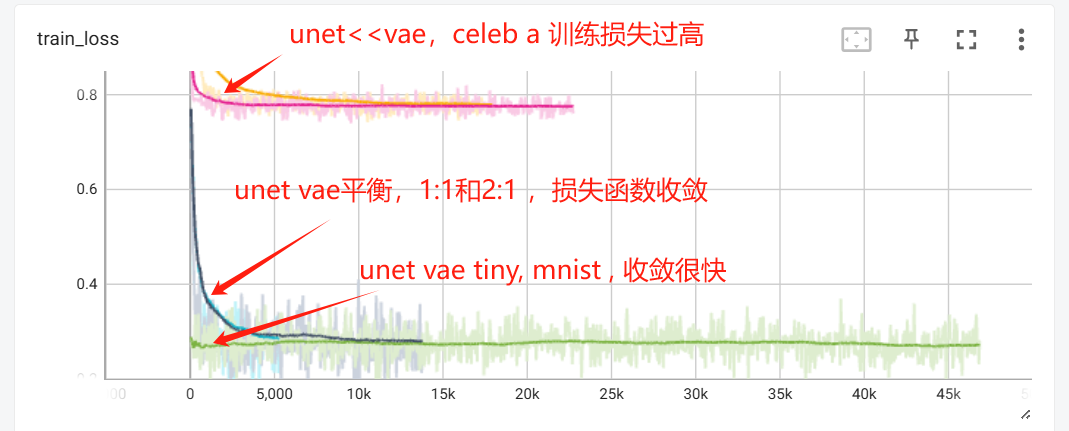 train_loss
unet<<vae，celeb a 训练损失过高
0.8
unet vae平衡，1:1和2:1 ，损失函数收敛
0.6
unet vae tiny, mnist , 收敛很快
0.4
0.2
0 5,000 10k 15k 20k 25k 30k 35k 40k 45k